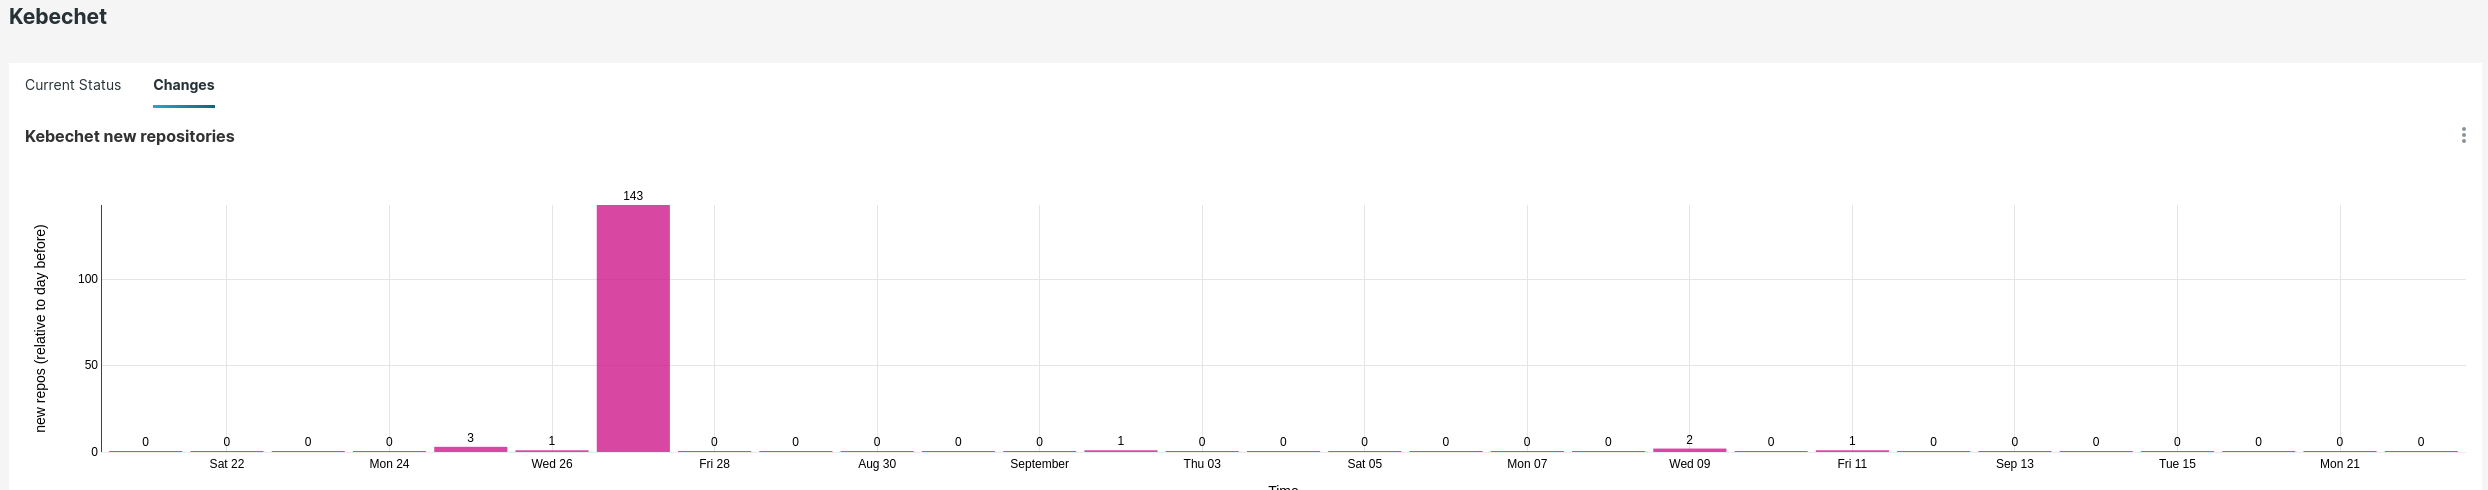 Kebechet
Current Status Changes
Kebechet new repositories
new repos (relative to day before)
143
100
50
0
0 0 0 0 3 1 0 0 0 0 0 1 0 0 0 0 0 0 2 0 1 0 0 0 0 0 0 0
Sat 22 Mon 24 Wed 26 Fri 28 Aug 30 September Thu 03 Sat 05 Mon 07 Wed 09 Fri 11 Sep 13 Tue 15 Mon 21
Time